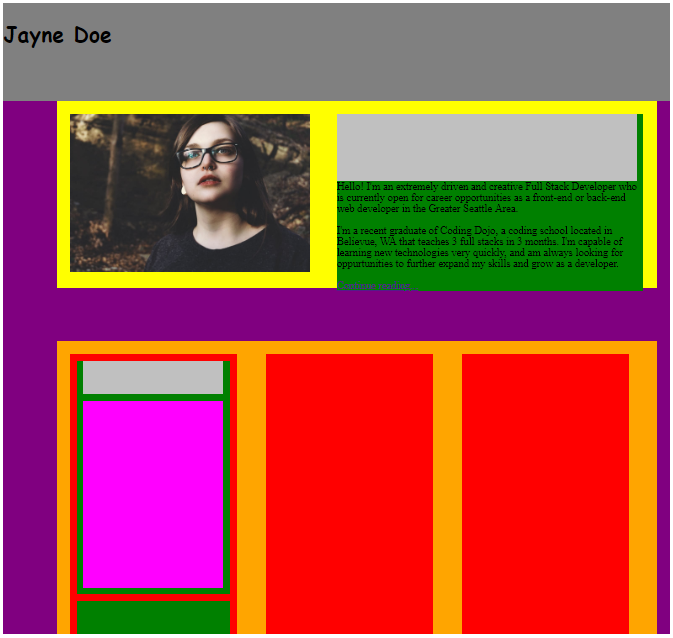 Jayne Doe
Hello! I'm an extremely driven and creative Full Stack Developer who
is currently open for career opportunities as a front-end or back-end
web developer in the Greater Seattle Area.
I'm a recent graduate of Coding Dojo, a coding school located in
Believue, WA that teaches 3 full stacks in 3 months. I'm capable of
learning new technologies very quickly, and am always looking for
oppurtunities to further expand my skills and grow as a developer.